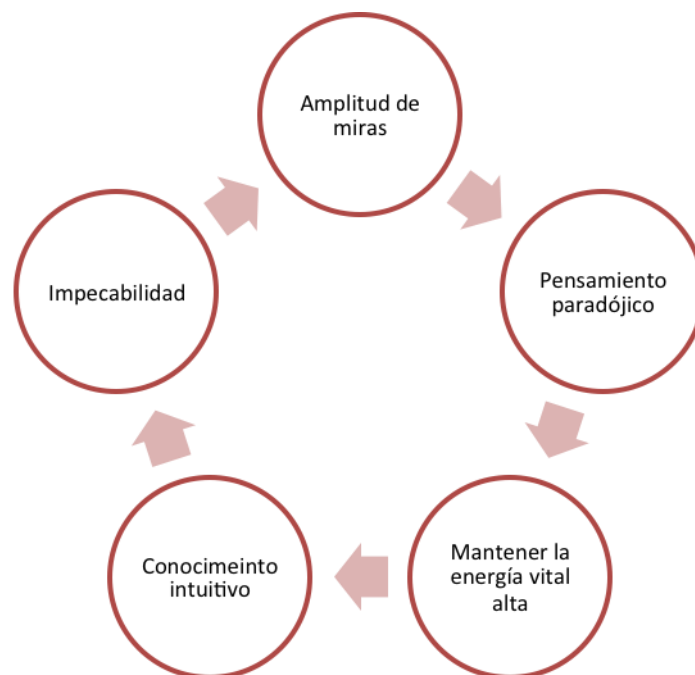 Amplitud de
miras
Pensamiento
paradójico
Mantener la
energía vital
alta
Conocimeinto
intuitivo
Impecabilidad